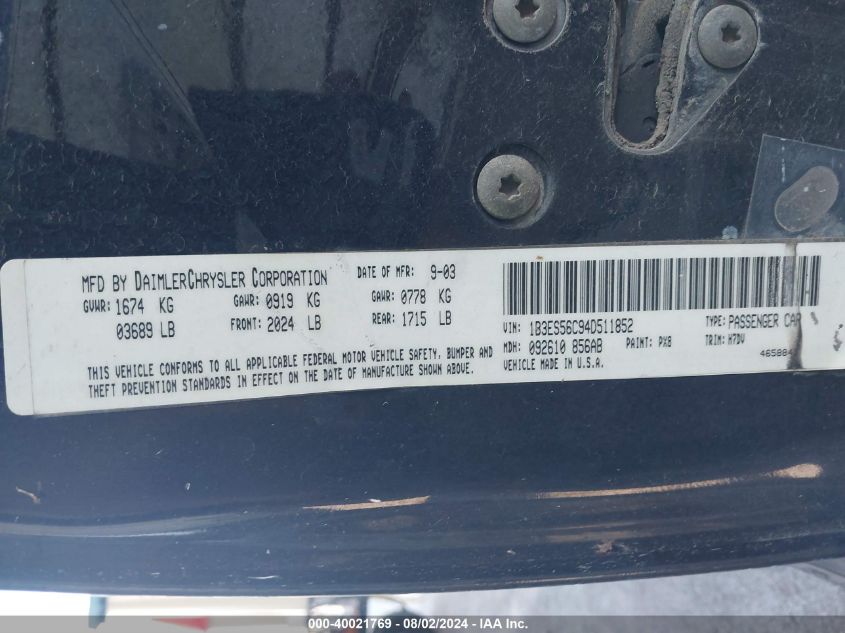 MFD BY DAIMLERCHRYSLER CORPORATION DATE OF MFR: 9-03
GVWR: 1674 KG GAWR: 0919 KG GAWR: 0778 KG
03689 LB FRONT: 2024 LB REAR: 1715 LB
THIS VEHICLE CONFORMS TO ALL APPLICABLE FEDERAL MOTOR VEHICLE SAFETY, BUMPER AND
THEFT PREVENTION STANDARDS IN EFFECT ON THE DATE OF MANUFACTURE SHOWN ABOVE.
VIN: 1B3ES56C94D511852 TYPE: PASSENGER CAR
MDH: 092610 856AB PAINT: PX8 TRIM: H7DV
VEHICLE MADE IN U.S.A.
000-40021769 - 08/02/2024 - IAA Inc.